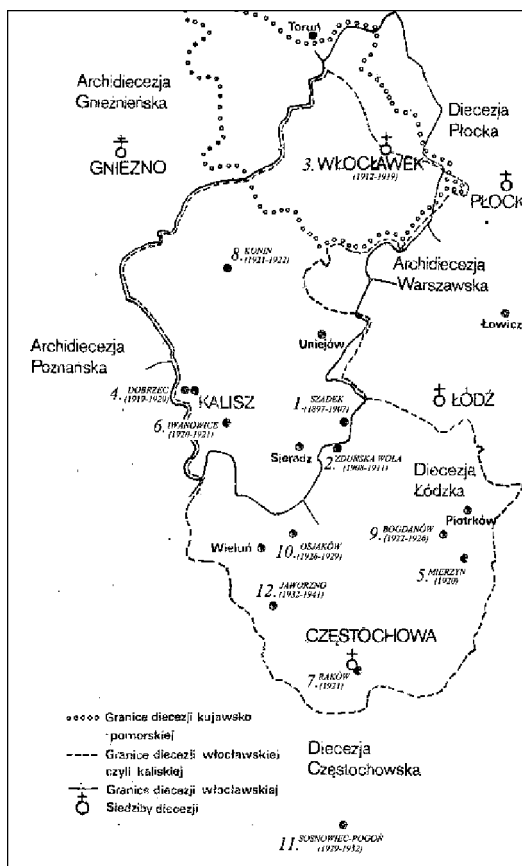 Toruń
Archidiecezja
Gnieźnieńska
Diecezja
Płocka
GNIEZNO
3. WŁOCŁAWEK
(1912-1919)
PŁOCK
8. KONIN
(1921-1922)
Archidiecezja
Warszawska
Łowicz
Uniejów
Archidiecezja
Poznańska
4. DOBRZEC
(1919-1920)
KALISZ
1. SZADEK
(1897-1907)
ŁÓDŹ
6. IWANOWICE
(1920-1921)
Sieradz
2. ZDUŃSKA WOLA
(1908-1911)
Diecezja
Łódzka
Piotrków
9. BOGDANÓW
(1922-1926)
10. OSJAKÓW
(1926-1929)
Wieluń
5. MIERZYN
(1920)
12. JAWORZNO
(1932-1941)
CZĘSTOCHOWA
7. RAKÓW
(1921)
Granice diecezji kujawsko
pomorskiej
Granice diecezji włocławskiej
czyli kaliskiej
Granice diecezji włocławskiej
Siedziby diecezji
Diecezja
Częstochowska
11. SOSNOWIEC-POGOŃ
(1929-1932)